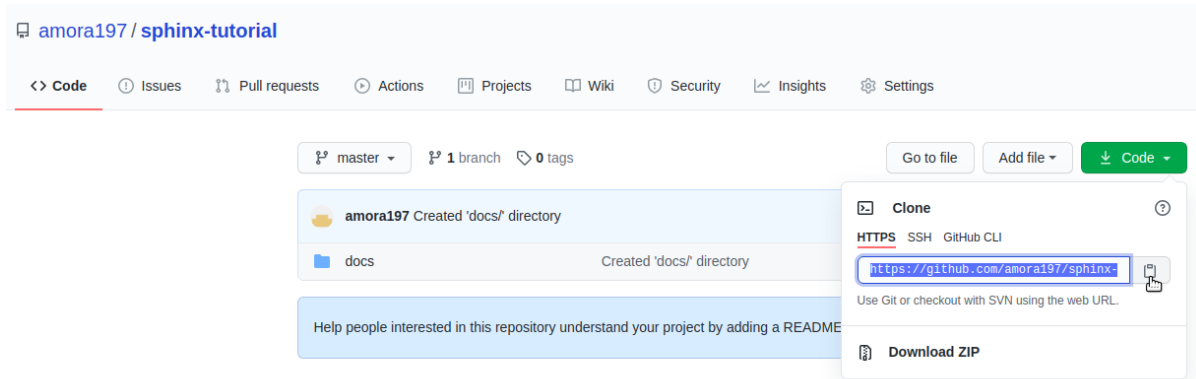 amora197 / sphinx-tutorial
<> Code Issues Pull requests Actions Projects Wiki Security Insights Settings
master 1 branch 0 tags Go to file Add file Code
amora197 Created 'docs/' directory
docs Created 'docs/' directory
Help people interested in this repository understand your project by adding a README
Clone
HTTPS SSH GitHub CLI
https://github.com/amora197/sphinx-
Use Git or checkout with SVN using the web URL.
Download ZIP